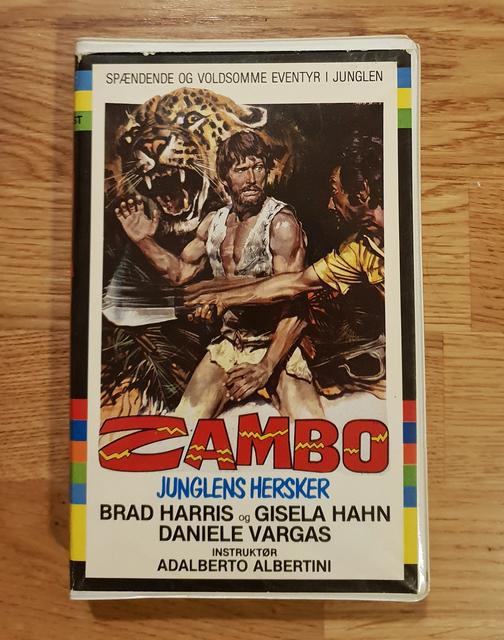 SPÆNDENDE OG VOLDSOMME EVENTYR I JUNGLEN
ZAMBO
JUNGLENS HERSKER
BRAD HARRIS og GISELA HAHN
DANIELE VARGAS
INSTRUKTØR
ADALBERTO ALBERTINI